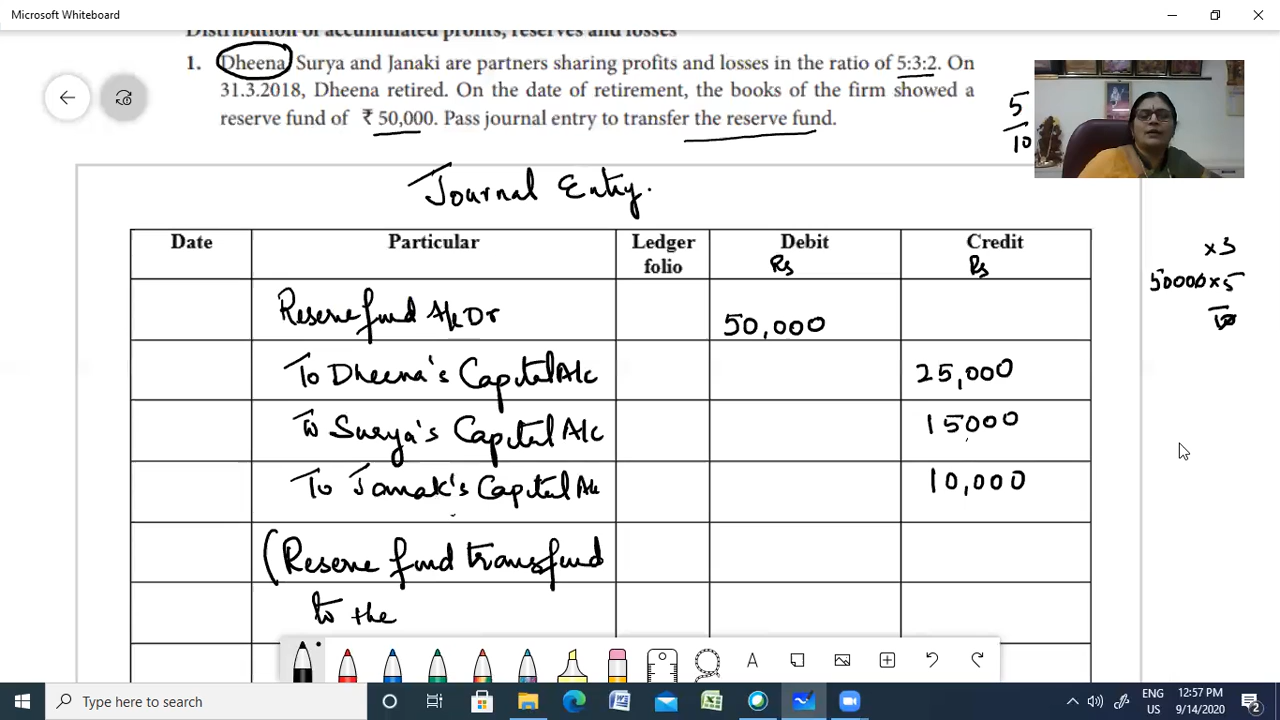 Microsoft Whiteboard
Distribution of accumulated profits, reserves and losses
1. Dheena, Surya and Janaki are partners sharing profits and losses in the ratio of 5:3:2. On
31.3.2018, Dheena retired. On the date of retirement, the books of the firm showed a
reserve fund of ₹ 50,000. Pass journal entry to transfer the reserve fund.
5
10
Journal Entry.
Date Particular Ledger folio Debit Rs Credit Rs
×3
50000×5
10
Reserve fund A/c Dr 50,000
To Dheena's Capital A/c 25,000
To Surya's Capital A/c 15000
To Janak's Capital A/c 10,000
(Reserve fund transfund
to the
Type here to search
ENG
US
12:57 PM
9/14/2020
2